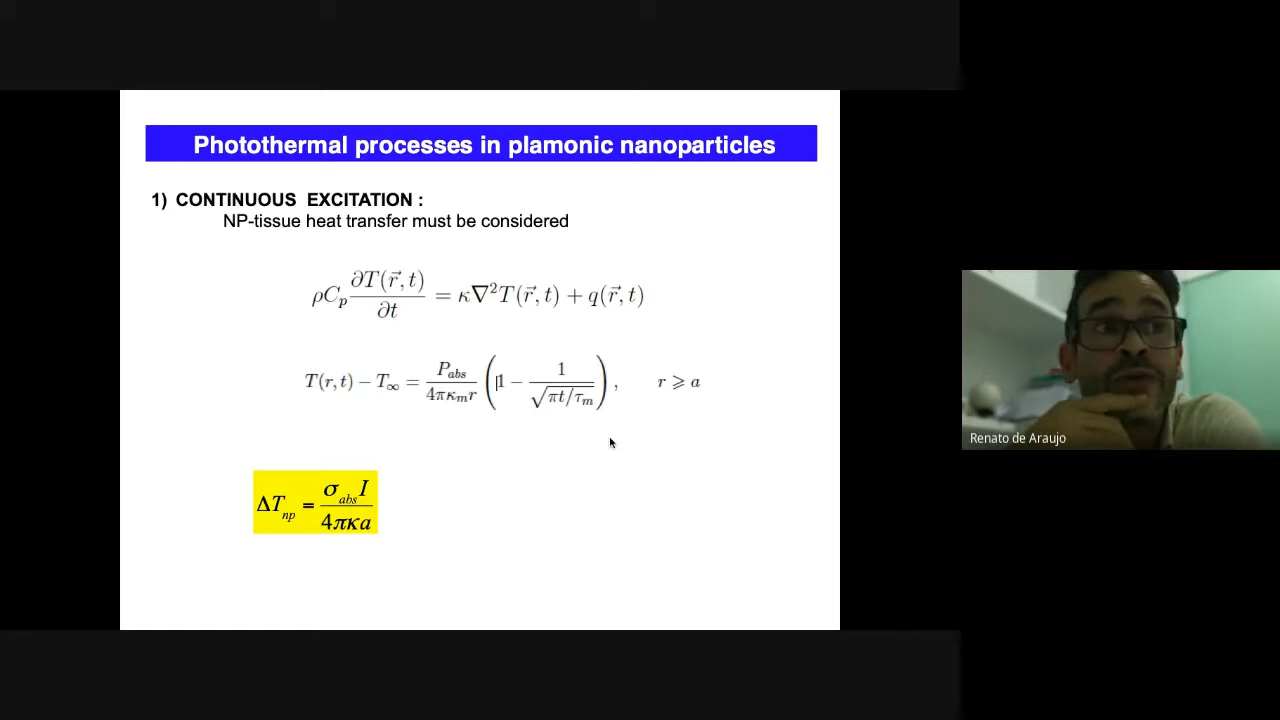 Photothermal processes in plamonic nanoparticles
1) CONTINUOUS EXCITATION :
NP-tissue heat transfer must be considered
ρC_p ∂T(r⃗, t)/∂t = κ∇²T(r⃗, t) + q(r⃗, t)
T(r, t) − T_∞ = P_abs/(4πκ_m r) (1 − 1/√(πt/τ_m)), r ⩾ a
ΔT_np = σ_abs I/(4πκa)
Renato de Araujo